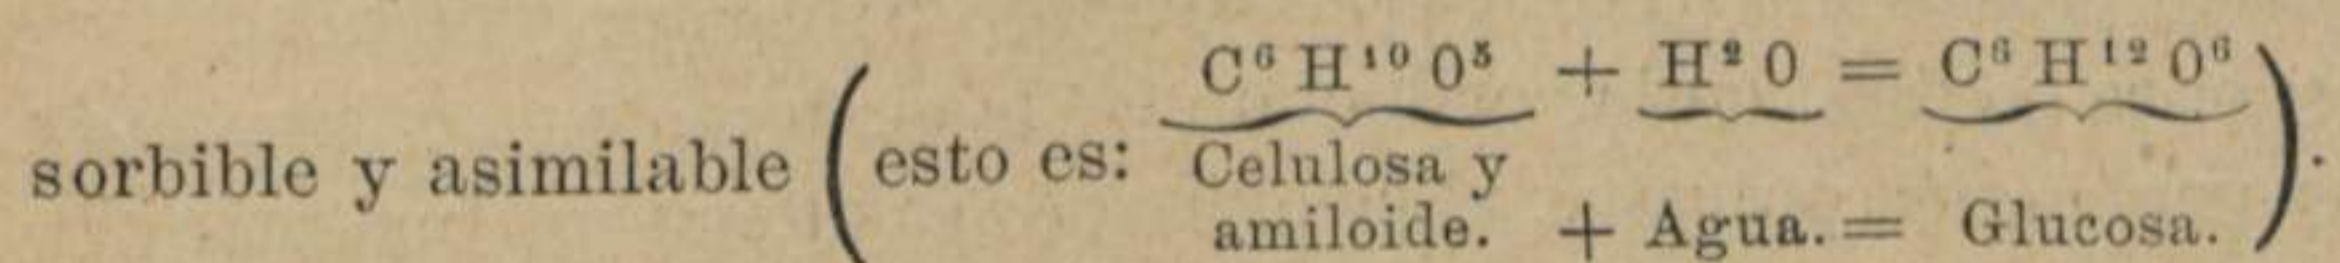 C⁶ H¹⁰ O⁵ + H² O = C⁶ H¹² O⁶
sorbible y asimilable (esto es: Celulosa y ).
amiloide. + Agua. = Glucosa.